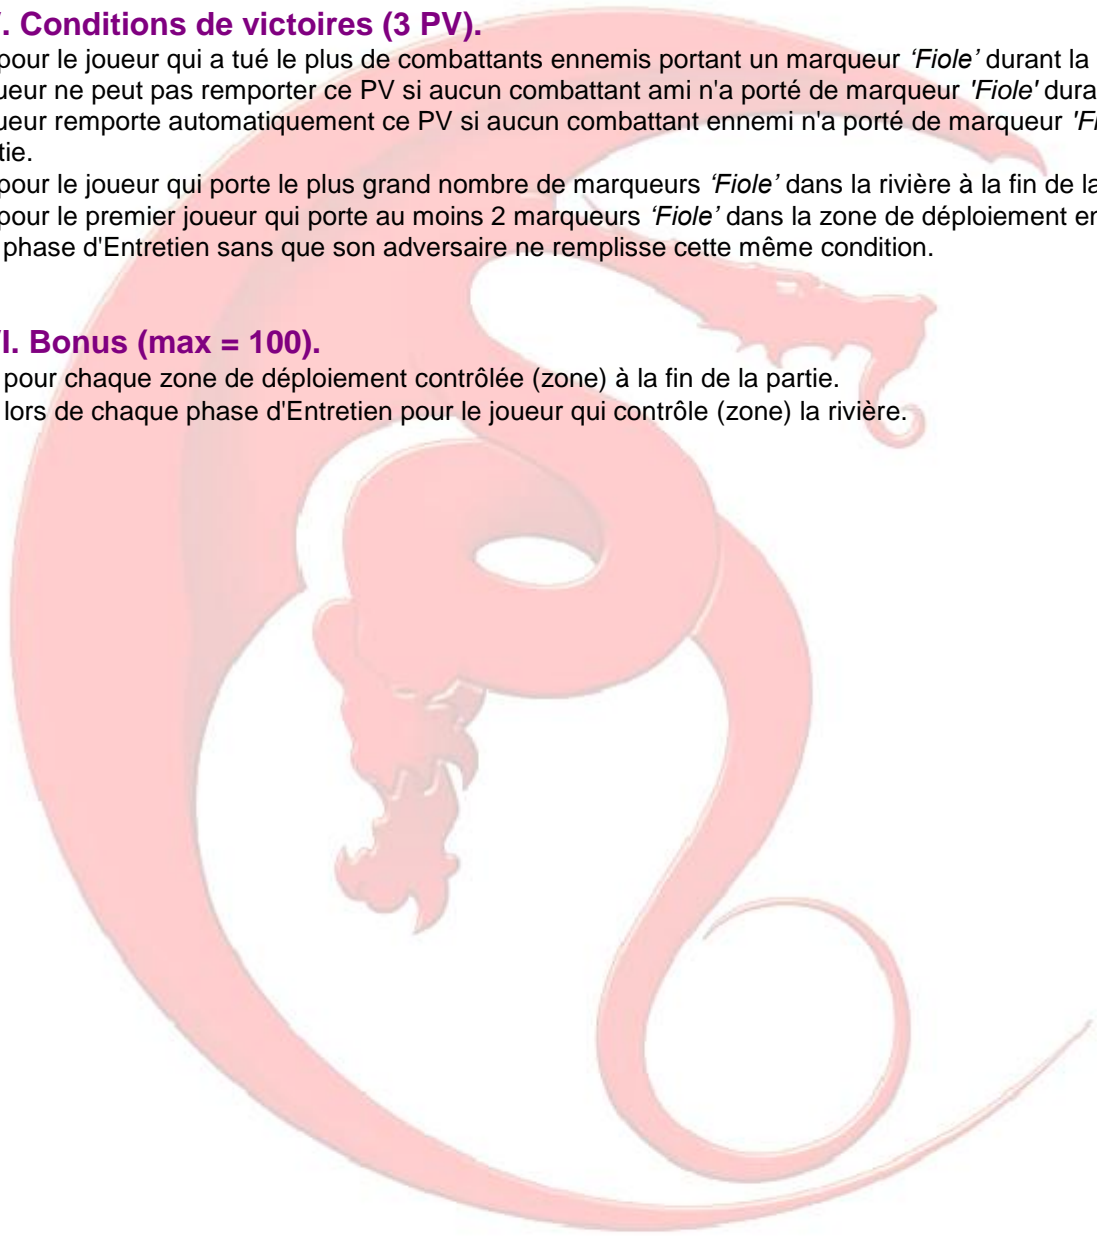 . Conditions de victoires (3 PV).
pour le joueur qui a tué le plus de combattants ennemis portant un marqueur ‘Fiole’ durant la
ueur ne peut pas remporter ce PV si aucun combattant ami n'a porté de marqueur 'Fiole' dura
ueur remporte automatiquement ce PV si aucun combattant ennemi n'a porté de marqueur 'Fi
tie.
pour le joueur qui porte le plus grand nombre de marqueurs ‘Fiole’ dans la rivière à la fin de la
pour le premier joueur qui porte au moins 2 marqueurs ‘Fiole’ dans la zone de déploiement en
phase d'Entretien sans que son adversaire ne remplisse cette même condition.
I. Bonus (max = 100).
pour chaque zone de déploiement contrôlée (zone) à la fin de la partie.
lors de chaque phase d'Entretien pour le joueur qui contrôle (zone) la rivière.